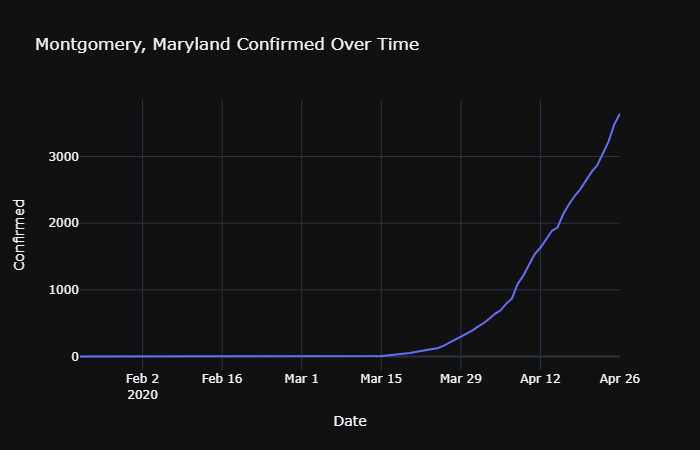 Montgomery, Maryland Confirmed Over Time
Confirmed
3000
2000
1000
0
Feb 2 Feb 16 Mar 1 Mar 15 Mar 29 Apr 12 Apr 26
2020
Date